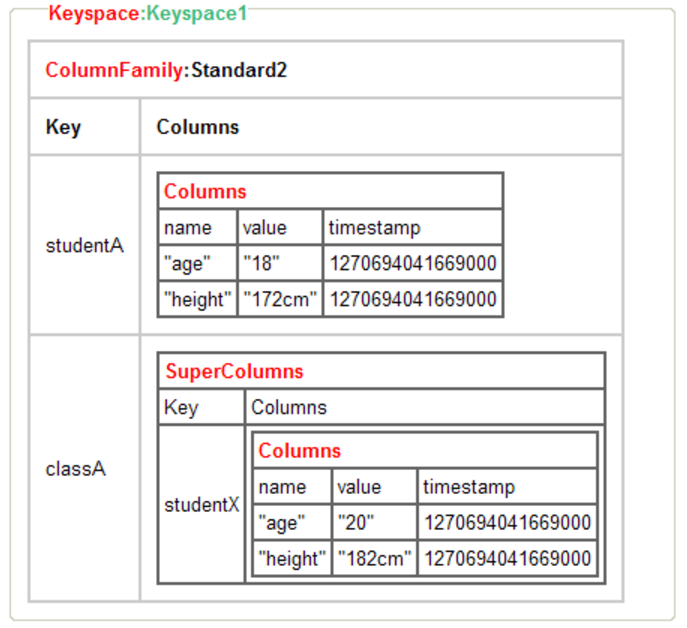 Keyspace:Keyspace1
ColumnFamily:Standard2
Key Columns
Columns
name value timestamp
studentA
"age" "18" 1270694041669000
"height" "172cm" 1270694041669000
SuperColumns
Key Columns
Columns
classA
name value timestamp
studentX
"age" "20" 1270694041669000
"height" "182cm" 1270694041669000